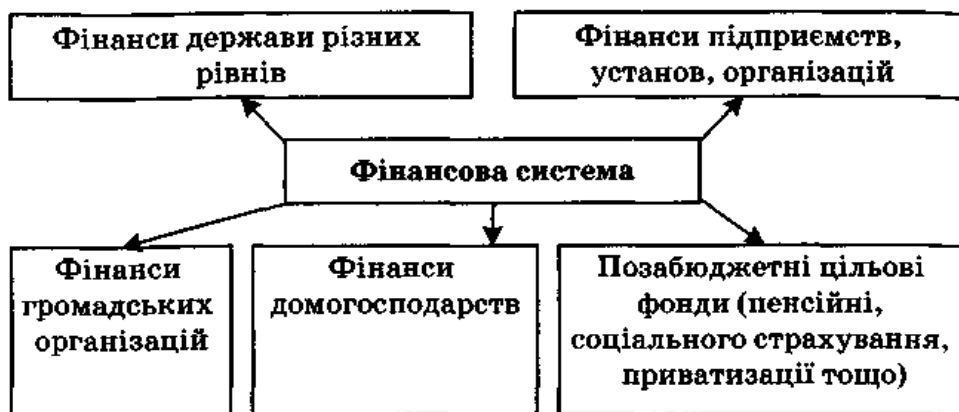 Фінанси держави різних
рівнів
Фінанси підприємств,
установ, організацій
Фінансова система
Фінанси
громадських
організацій
Фінанси
домогосподарств
Позабюджетні цільові
фонди (пенсійні,
соціального страхування,
приватизації тощо)